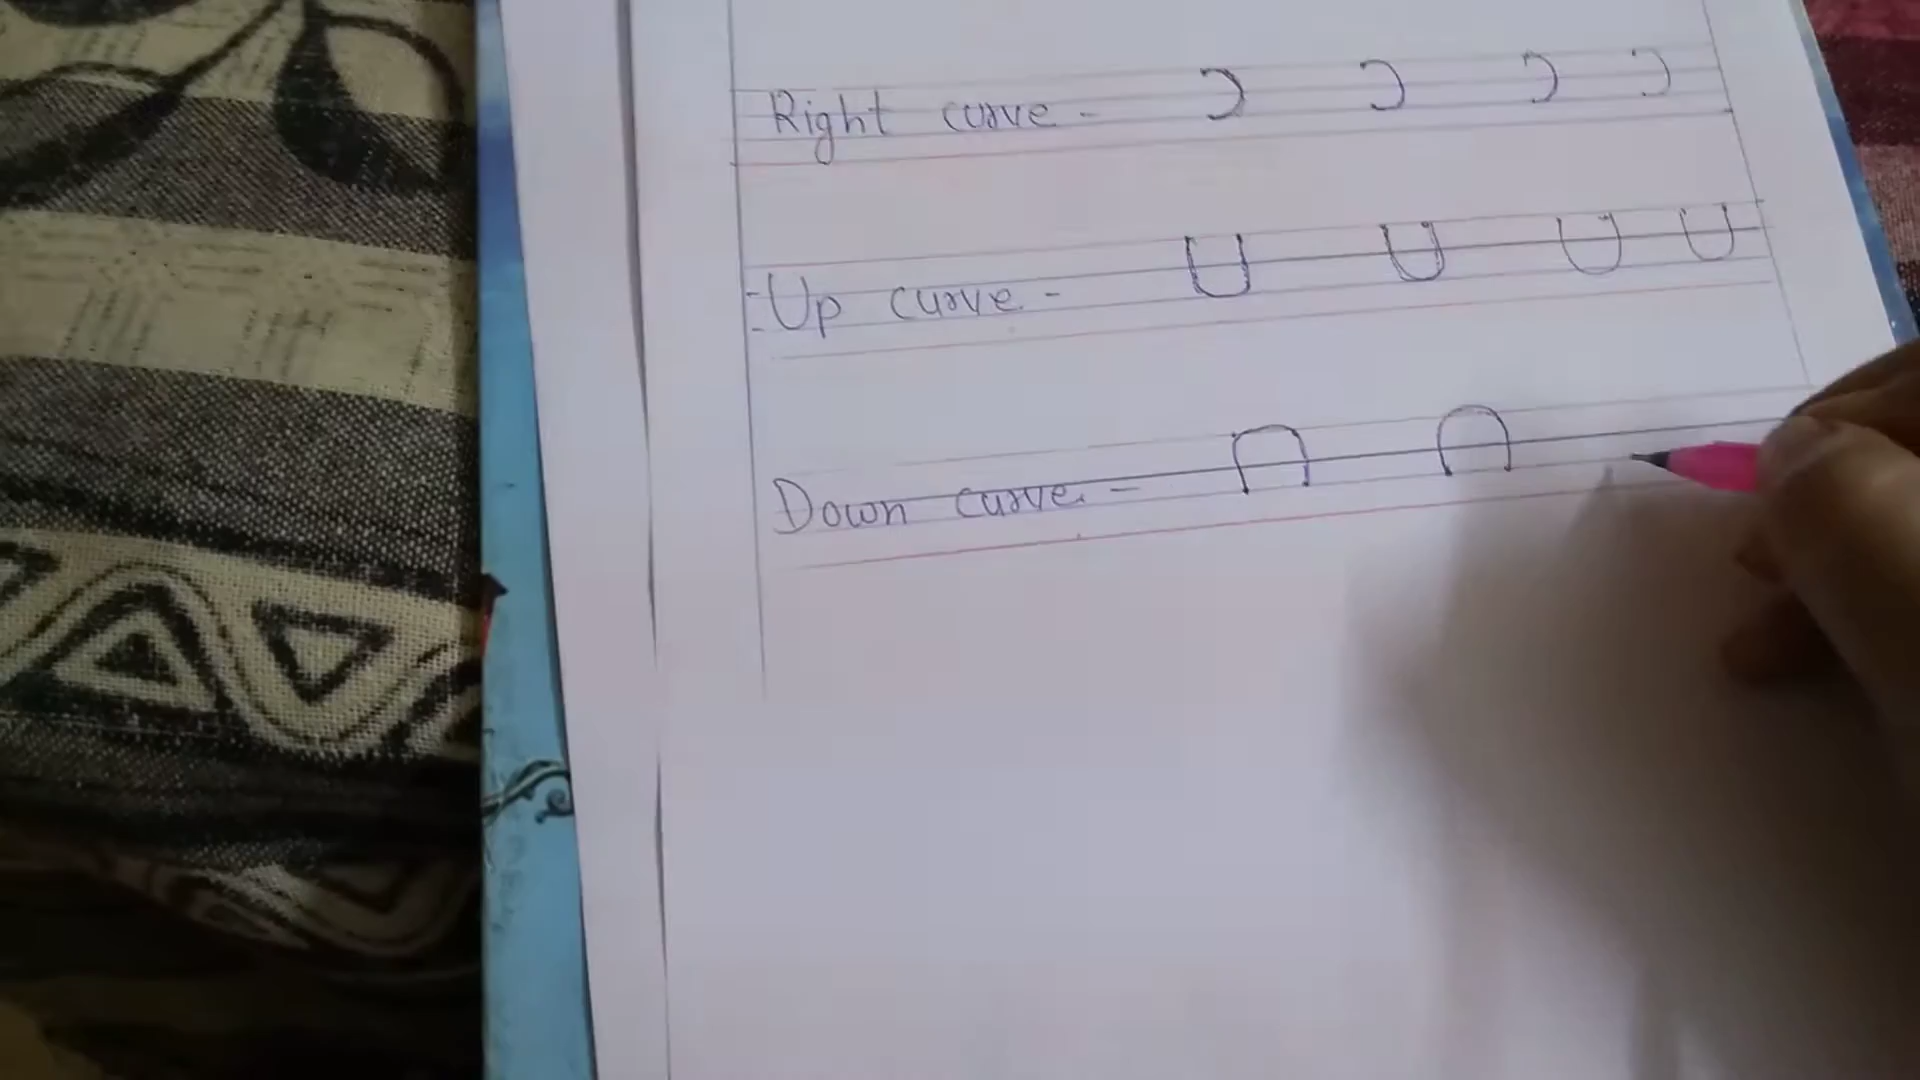 Right curve - Ɔ Ɔ Ɔ Ɔ
Up curve. - U U U U
Down curve. - ∩ ∩